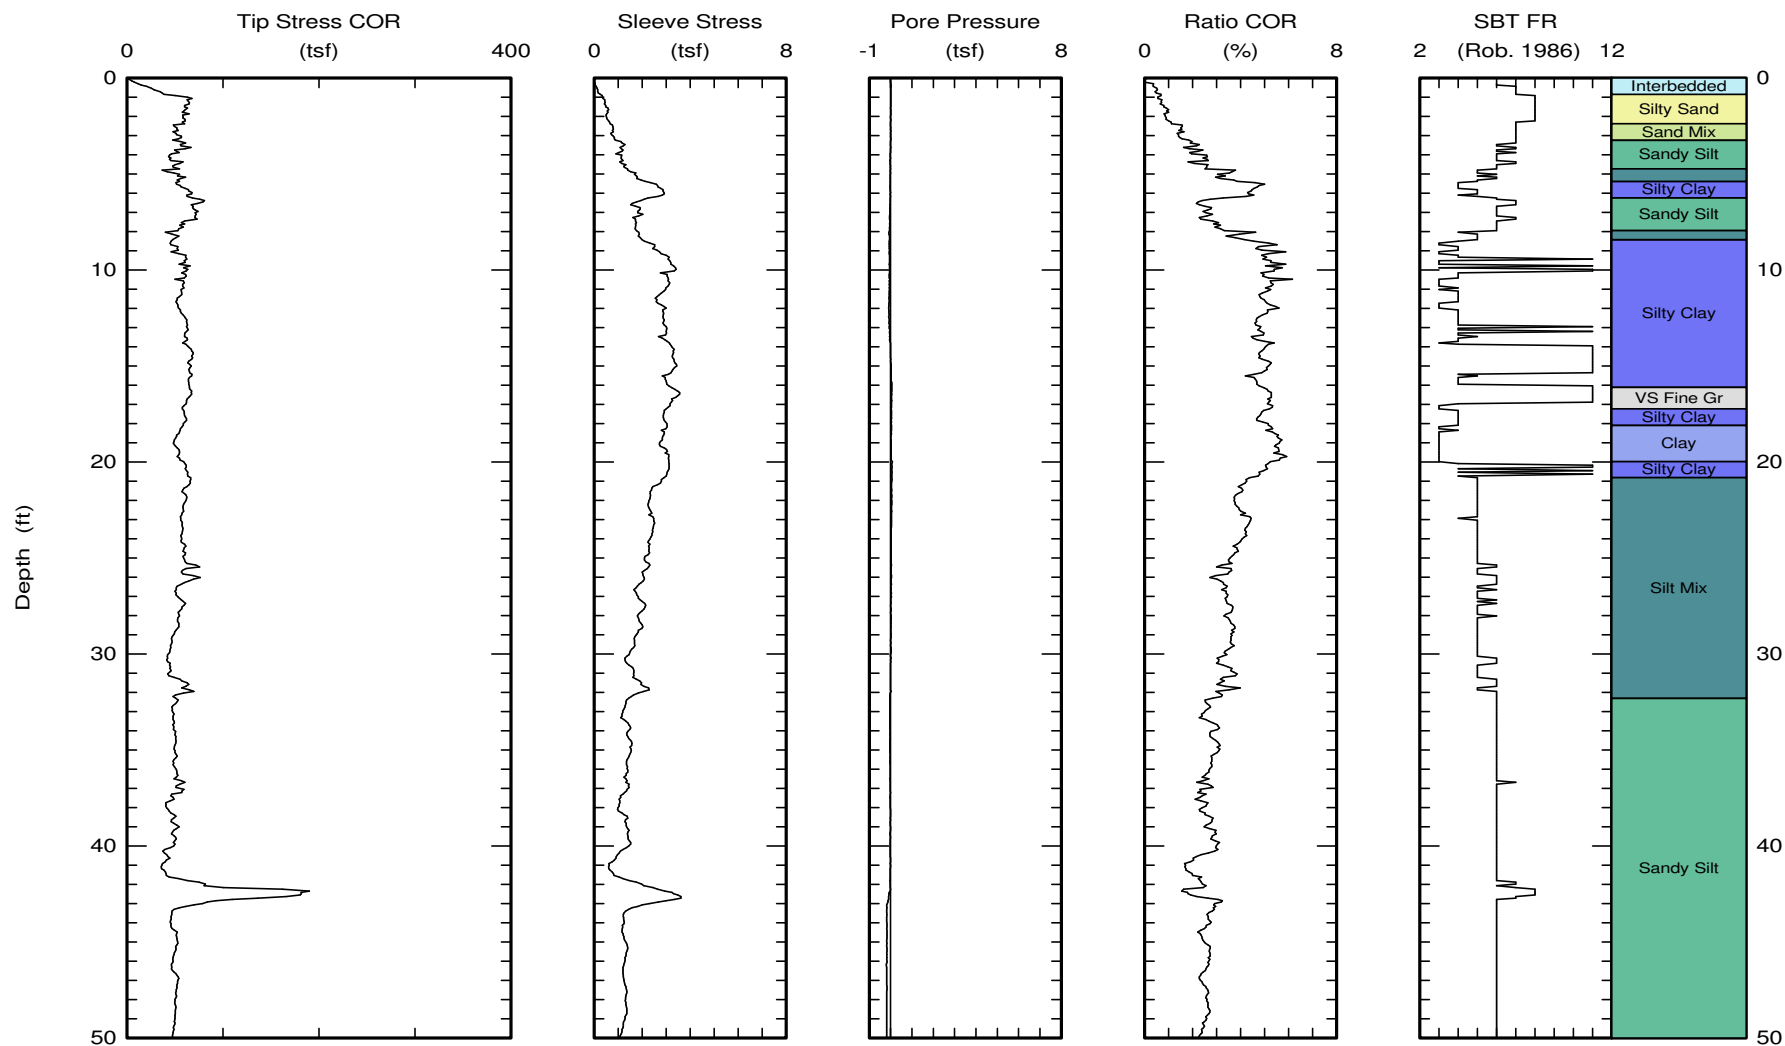 Tip Stress COR Sleeve Stress Pore Pressure Ratio COR SBT FR
0 (tsf) 400 0 (tsf) 8 -1 (tsf) 8 0 (%) 8 2 (Rob. 1986) 12
0 0
Interbedded
Silty Sand
Sand Mix
Sandy Silt
Silty Clay
Sandy Silt
10 10
Silty Clay
VS Fine Gr
Silty Clay
Clay
20 20
Silty Clay
Depth (ft)
Silt Mix
30 30
40 40
Sandy Silt
50 50